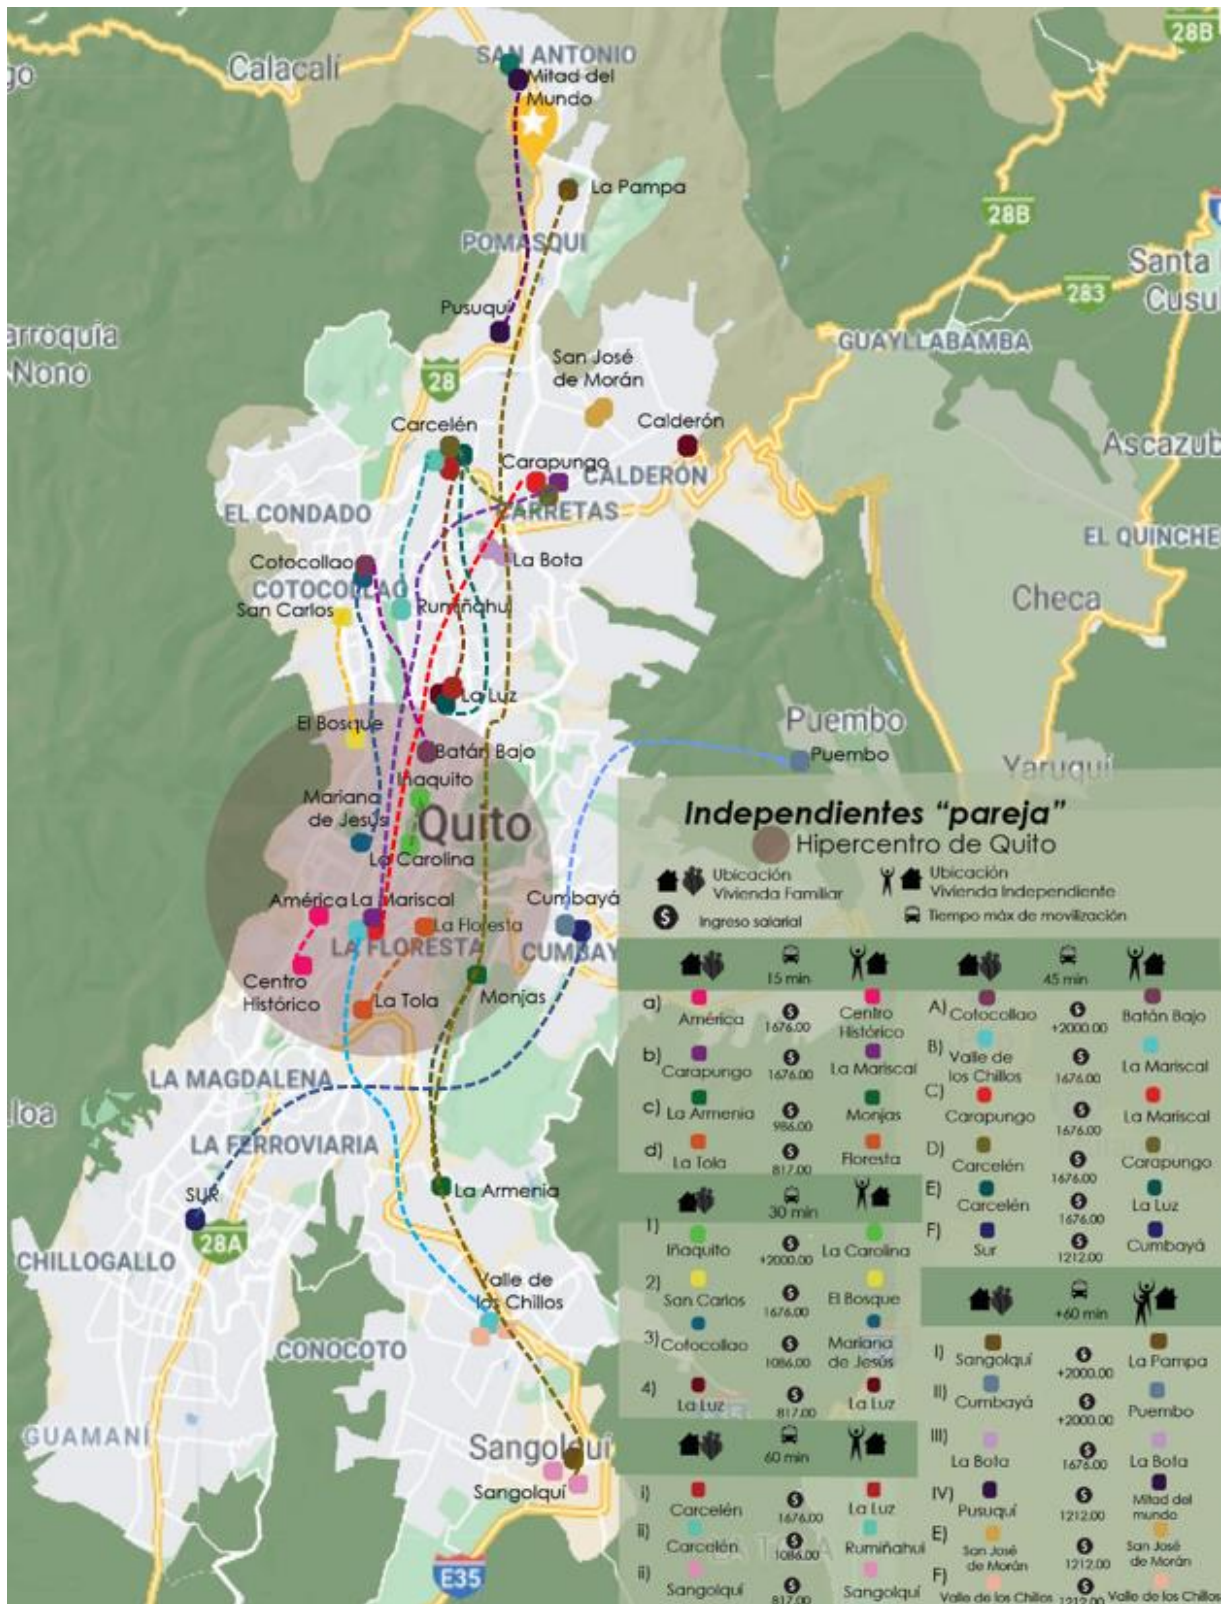 28B
SAN ANTONIO
Calacalí
go
Mitad del
Mundo
La Pampa
28B
POMASQUI
Santa
Cusu
283
Pusuquí
arroquia
Nono
GUAYLLABAMBA
San José
de Morán
28
Carcelén
Calderón
Ascazub
Carapungo
CALDERÓN
EL CONDADO
CARRETAS
EL QUINCHE
Cotocollao
La Bota
COTOCOLLAO
Checa
San Carlos
Rumiñahui
La Luz
El Bosque
Puembo
Batán Bajo
Puembo
Yaruquí
Iñaquito
Mariana
de Jesús
Quito
La Carolina
América
La Mariscal
Cumbayá
La Floresta
LA FLORESTA
CUMBAY
Centro
Histórico
La Tola
Monjas
LA MAGDALENA
loa
LA FERROVIARIA
La Armenia
SUR
28A
CHILLOGALLO
Valle de
los Chillos
CONOCOTO
GUAMANÍ
Sangolquí
Sangolquí
E35
Independientes “pareja”
Hipercentro de Quito
Ubicación
Vivienda Familiar
Ubicación
Vivienda Independiente
$ Ingreso salarial
Tiempo máx de movilización
15 min
a) América $ 1676.00 Centro
Histórico
b) Carapungo $ 1676.00 La Mariscal
c) La Armenia $ 986.00 Monjas
d) La Tola $ 817.00 Floresta
30 min
1) Iñaquito $ +2000.00 La Carolina
2) San Carlos $ 1676.00 El Bosque
3) Cotocollao $ 1086.00 Mariana
de Jesús
4) La Luz $ 817.00 La Luz
60 min
i) Carcelén $ 1676.00 La Luz
ii) Carcelén $ 1086.00 Rumiñahui
ii) Sangolquí $ 817.00 Sangolquí
45 min
A) Cotocollao $ +2000.00 Batán Bajo
B) Valle de
los Chillos $ 1676.00 La Mariscal
C) Carapungo $ 1676.00 La Mariscal
D) Carcelén $ 1676.00 Carapungo
E) Carcelén $ 1676.00 La Luz
F) Sur $ 1212.00 Cumbayá
+60 min
I) Sangolquí $ +2000.00 La Pampa
II) Cumbayá $ +2000.00 Puembo
III) La Bota $ 1676.00 La Bota
IV) Pusuquí $ 1212.00 Mitad del
mundo
E) San José
de Morán $ 1212.00 San José
de Morán
F) Valle de los Chillos $ 1212.00 Valle de los Chillos